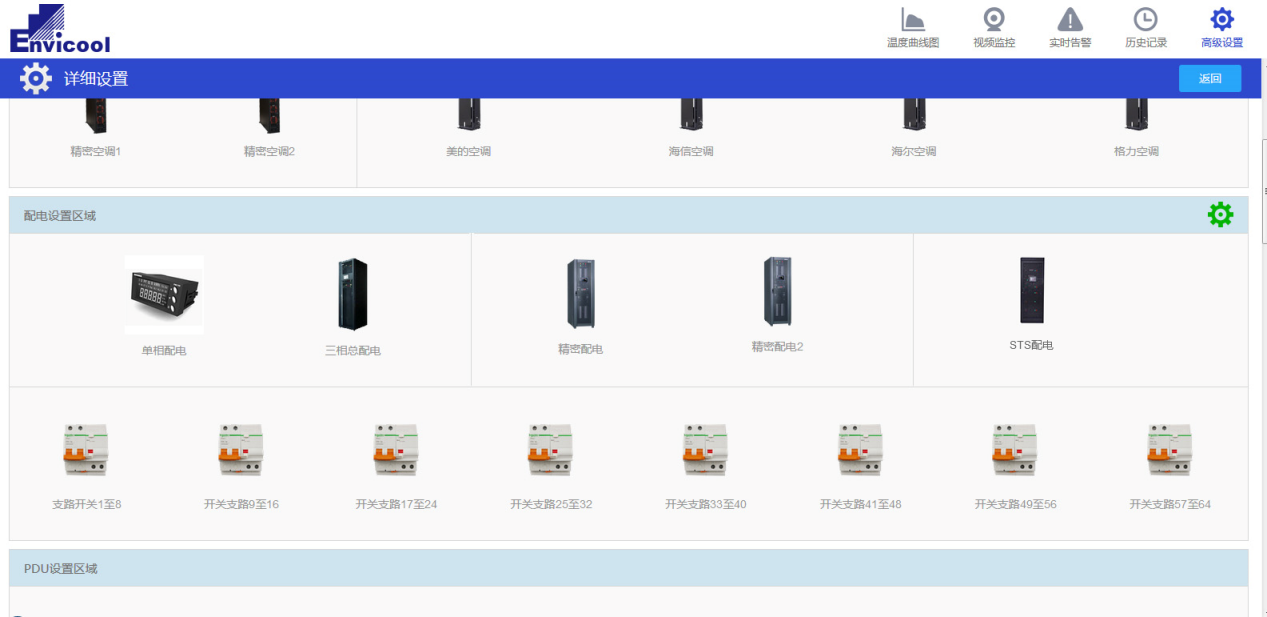 Envicool
温度曲线图
视频监控
实时告警
历史记录
高级设置
详细设置
返回
精密空调1
精密空调2
美的空调
海信空调
海尔空调
格力空调
配电设置区域
单相配电
三相总配电
精密配电
精密配电2
STS配电
支路开关1至8
开关支路9至16
开关支路17至24
开关支路25至32
开关支路33至40
开关支路41至48
开关支路49至56
开关支路57至64
PDU设置区域